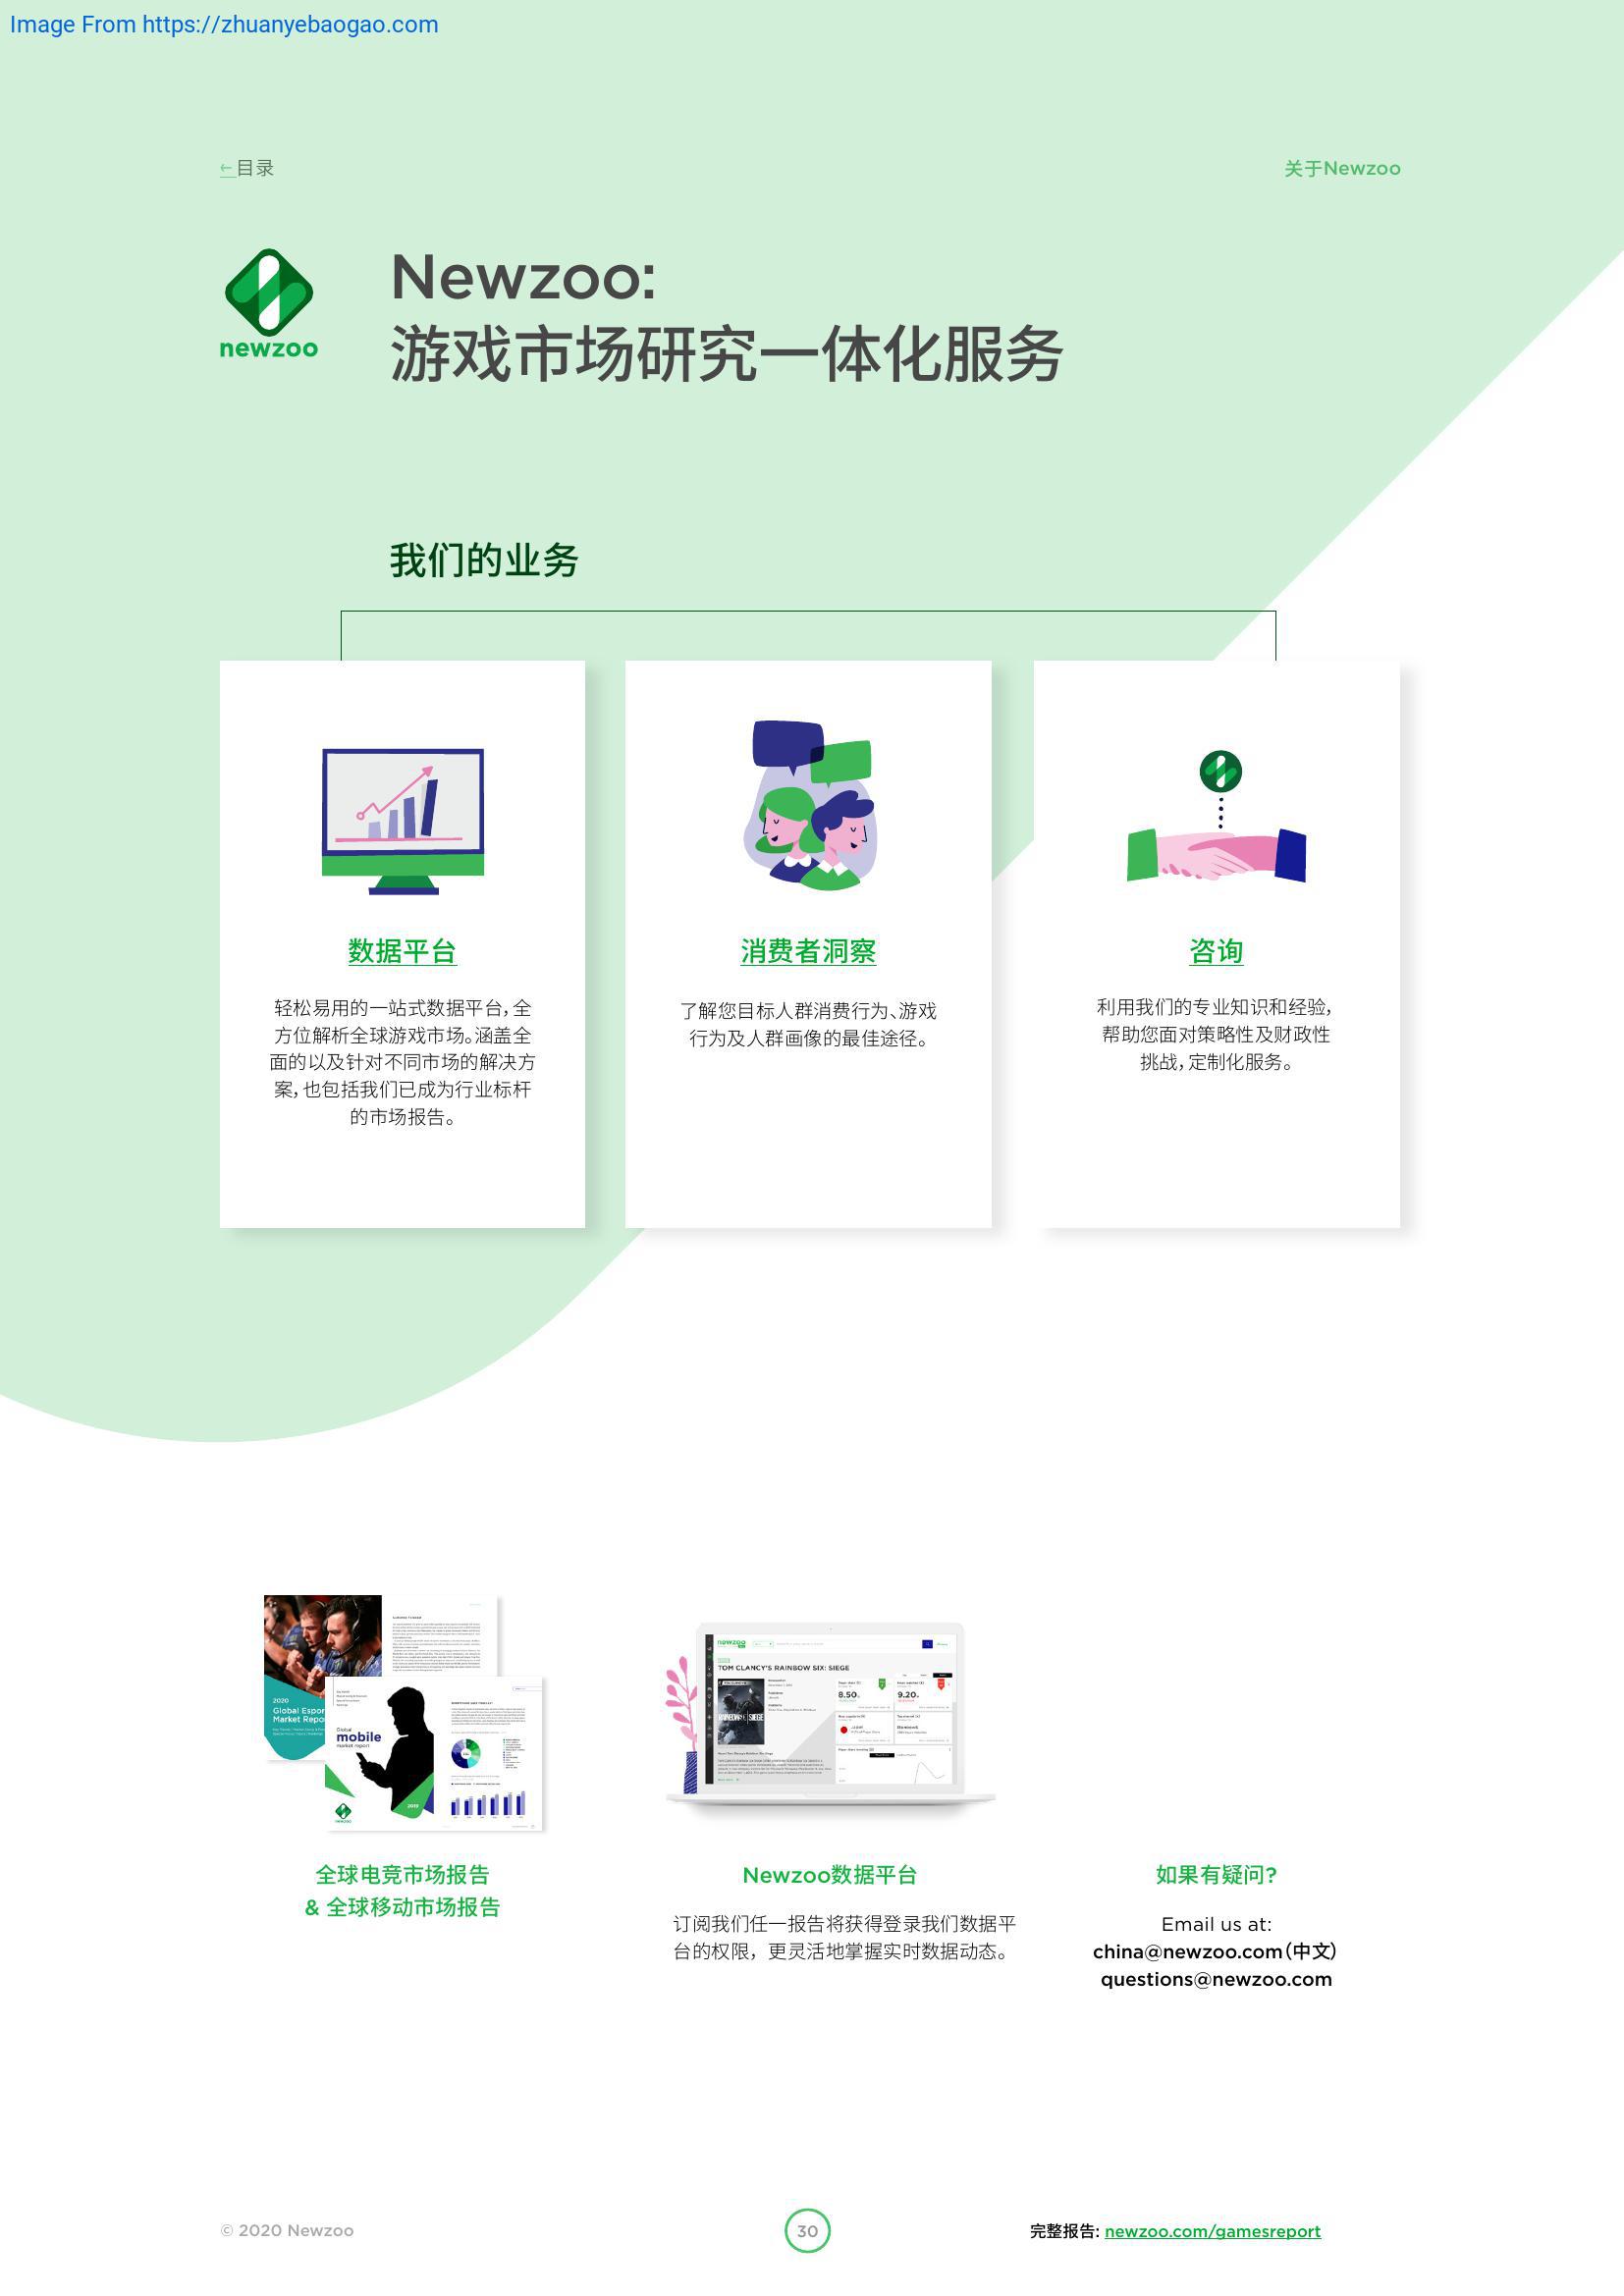 Image From https://zhuanyebaogao.com
←目录
关于Newzoo
newzoo
Newzoo:
游戏市场研究一体化服务
我们的业务
数据平台
轻松易用的一站式数据平台，全
方位解析全球游戏市场。涵盖全
面的以及针对不同市场的解决方
案，也包括我们已成为行业标杆
的市场报告。
消费者洞察
了解您目标人群消费行为、游戏
行为及人群画像的最佳途径。
咨询
利用我们的专业知识和经验，
帮助您面对策略性及财政性
挑战，定制化服务。
2020
Global Espor
Market Repo
Global
mobile
market report
2019
newzoo
TOM CLANCY'S RAINBOW SIX: SIEGE
8.50
9.20
全球电竞市场报告
& 全球移动市场报告
Newzoo数据平台
订阅我们任一报告将获得登录我们数据平
台的权限，更灵活地掌握实时数据动态。
如果有疑问?
Email us at:
china@newzoo.com（中文）
questions@newzoo.com
© 2020 Newzoo
30
完整报告: newzoo.com/gamesreport